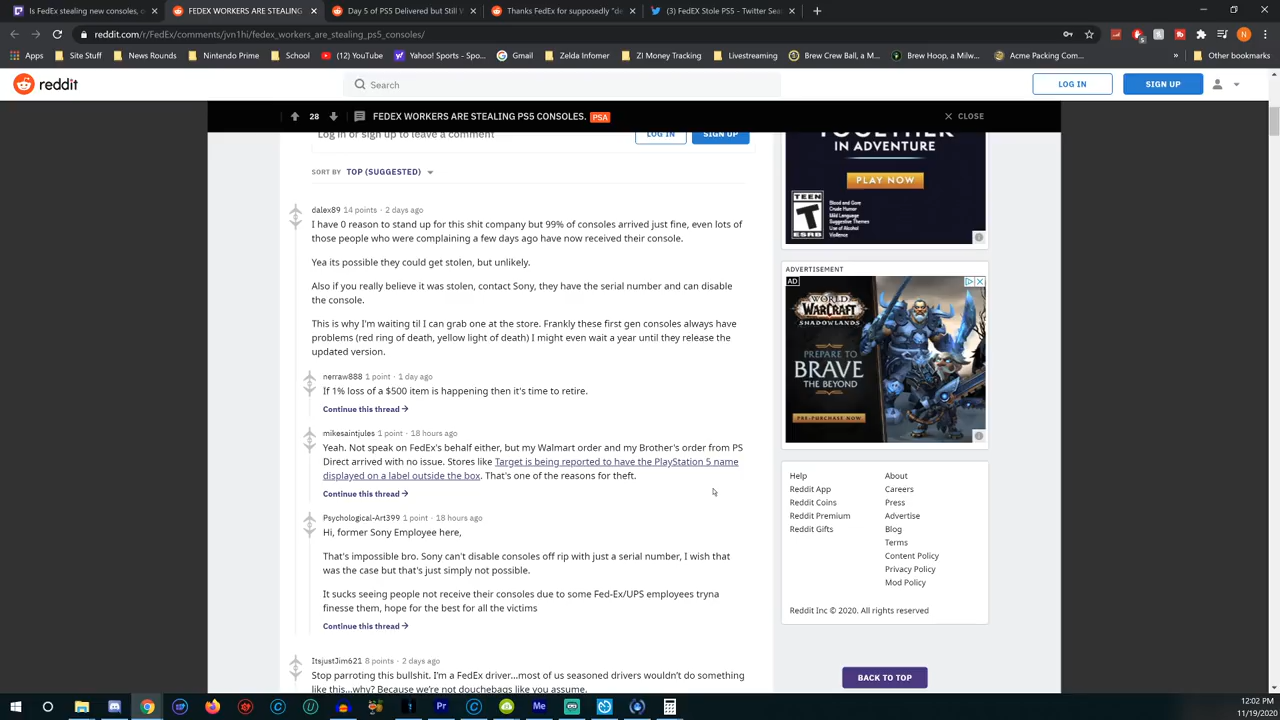 FedEx is stealing new consoles,
FEDEX WORKERS ARE STEALING
Day 5 of PS5 Delivered but Still
Thanks FedEx for supposedly "de
(3) FedEX Stole PS5 - Twitter Sea
reddit.com/r/FedEx/comments/jvn1hi/fedex_workers_are_stealing_ps5_consoles/
Apps
Site Stuff
News Rounds
Nintendo Prime
School
(12) YouTube
Yahoo! Sports - Spo...
Gmail
Zelda Infomer
ZI Money Tracking
Livestreaming
Brew Crew Ball, a M...
Brew Hoop, a Milw...
Acme Packing Com...
Other bookmarks
reddit
Search
LOG IN
SIGN UP
28
FEDEX WORKERS ARE STEALING PS5 CONSOLES.
PSA
CLOSE
Log in or sign up to leave a comment
LOG IN
SIGN UP
SORT BY TOP (SUGGESTED)
dalex89 14 points · 2 days ago
I have 0 reason to stand up for this shit company but 99% of consoles arrived just fine, even lots of
those people who were complaining a few days ago have now received their console.
Yea its possible they could get stolen, but unlikely.
Also if you really believe it was stolen, contact Sony, they have the serial number and can disable
the console.
This is why I'm waiting til I can grab one at the store. Frankly these first gen consoles always have
problems (red ring of death, yellow light of death) I might even wait a year until they release the
updated version.
nerraw888 1 point · 1 day ago
If 1% loss of a $500 item is happening then it's time to retire.
Continue this thread
mikesaintjules 1 point · 18 hours ago
Yeah. Not speak on FedEx's behalf either, but my Walmart order and my Brother's order from PS
Direct arrived with no issue. Stores like Target is being reported to have the PlayStation 5 name
displayed on a label outside the box. That's one of the reasons for theft.
Continue this thread
Psychological-Art399 1 point · 18 hours ago
Hi, former Sony Employee here,
That's impossible bro. Sony can't disable consoles off rip with just a serial number, I wish that
was the case but that's just simply not possible.
It sucks seeing people not receive their consoles due to some Fed-Ex/UPS employees tryna
finesse them, hope for the best for all the victims
Continue this thread
ItsjustJim621 8 points · 2 days ago
Stop parroting this bullshit. I'm a FedEx driver...most of us seasoned drivers wouldn't do something
like this...why? Because we're not douchebags like you assume.
TOGETHER
IN ADVENTURE
PLAY NOW
TEEN
T
ESRB
Blood and Gore
Crude Humor
Mild Language
Suggestive Themes
Use of Alcohol
Violence
ADVERTISEMENT
AD
WORLD
WARCRAFT
SHADOWLANDS
PREPARE TO
BRAVE
THE BEYOND
PRE-PURCHASE NOW
Help
About
Reddit App
Careers
Reddit Coins
Press
Reddit Premium
Advertise
Reddit Gifts
Blog
Terms
Content Policy
Privacy Policy
Mod Policy
Reddit Inc © 2020. All rights reserved
BACK TO TOP
12:02 PM
11/19/2020